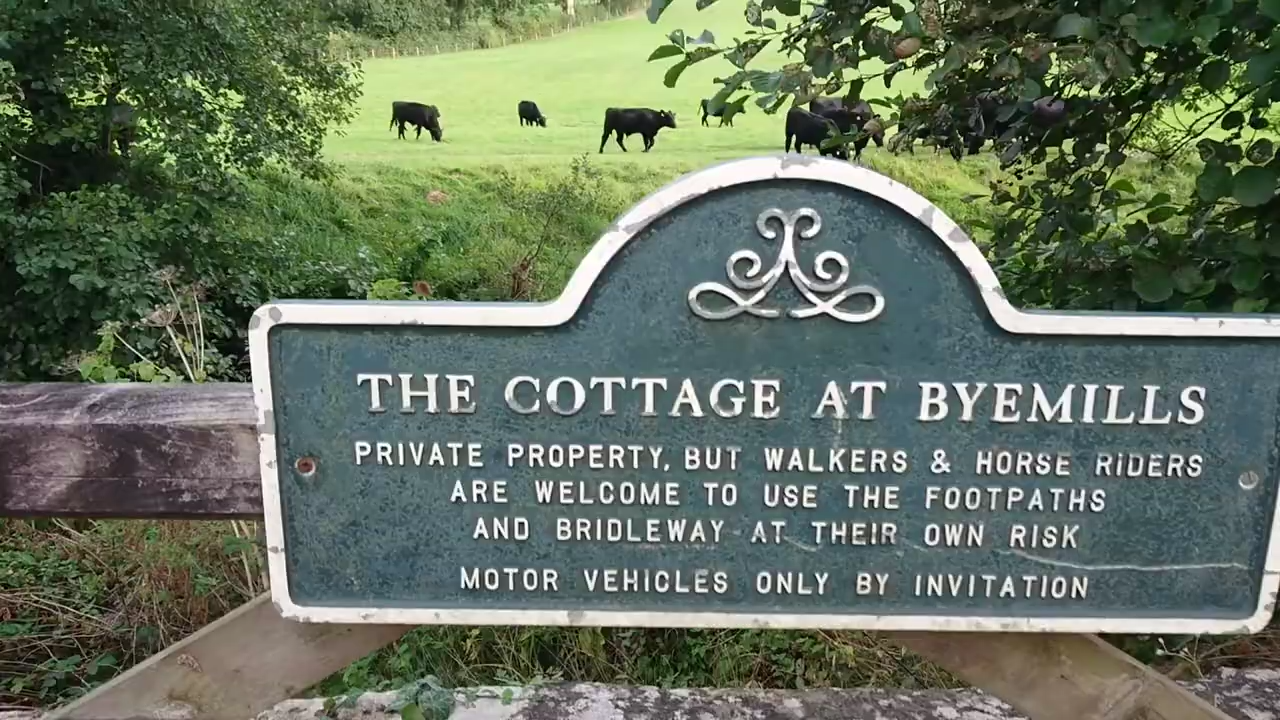 THE COTTAGE AT BYEMILLS
PRIVATE PROPERTY, BUT WALKERS & HORSE RIDERS
ARE WELCOME TO USE THE FOOTPATHS
AND BRIDLEWAY AT THEIR OWN RISK
MOTOR VEHICLES ONLY BY INVITATION